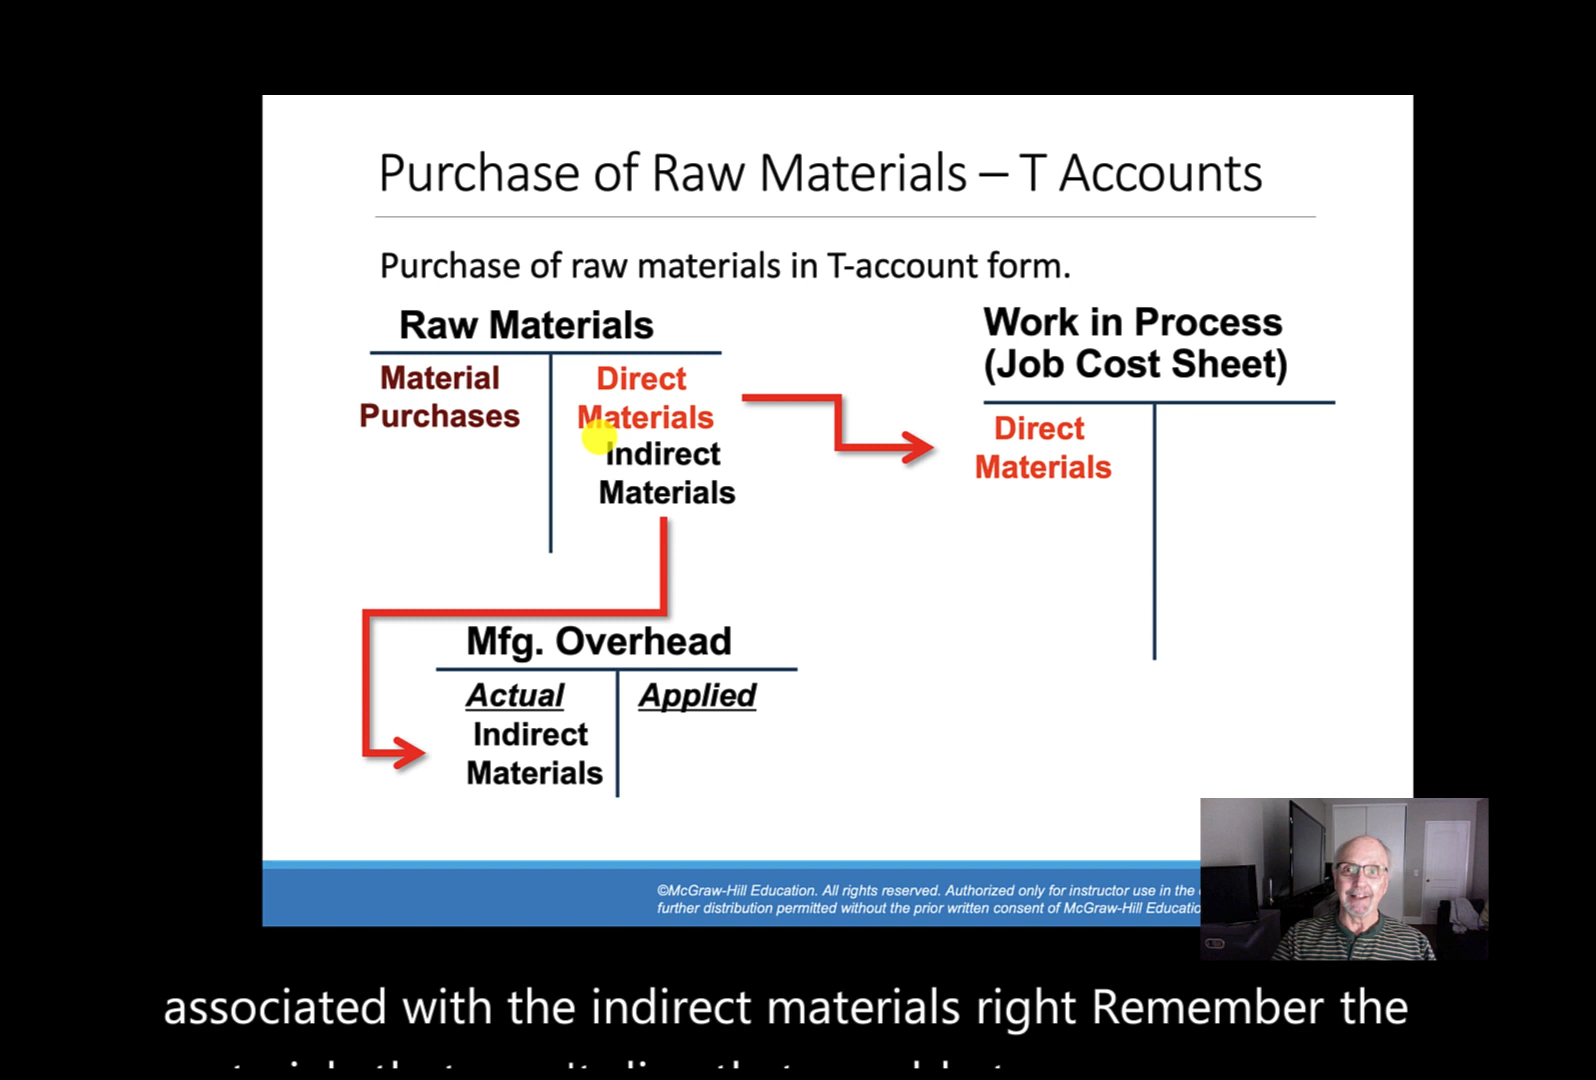 Purchase of Raw Materials – T Accounts
Purchase of raw materials in T-account form.
Raw Materials
Material
Purchases
Direct
Materials
Indirect
Materials
Work in Process
(Job Cost Sheet)
Direct
Materials
Mfg. Overhead
Actual
Applied
Indirect
Materials
©McGraw-Hill Education. All rights reserved. Authorized only for instructor use in the
further distribution permitted without the prior written consent of McGraw-Hill
associated with the indirect materials right Remember the